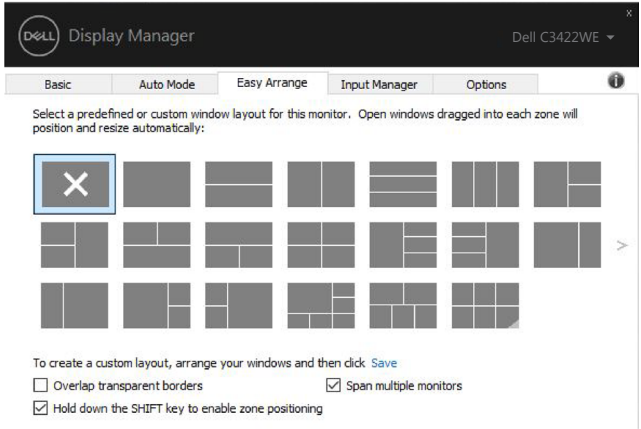 x
DELL Display Manager
Dell C3422WE
Basic Auto Mode Easy Arrange Input Manager Options
Select a predefined or custom window layout for this monitor. Open windows dragged into each zone will
position and resize automatically:
>
To create a custom layout, arrange your windows and then click Save
Overlap transparent borders Span multiple monitors
Hold down the SHIFT key to enable zone positioning